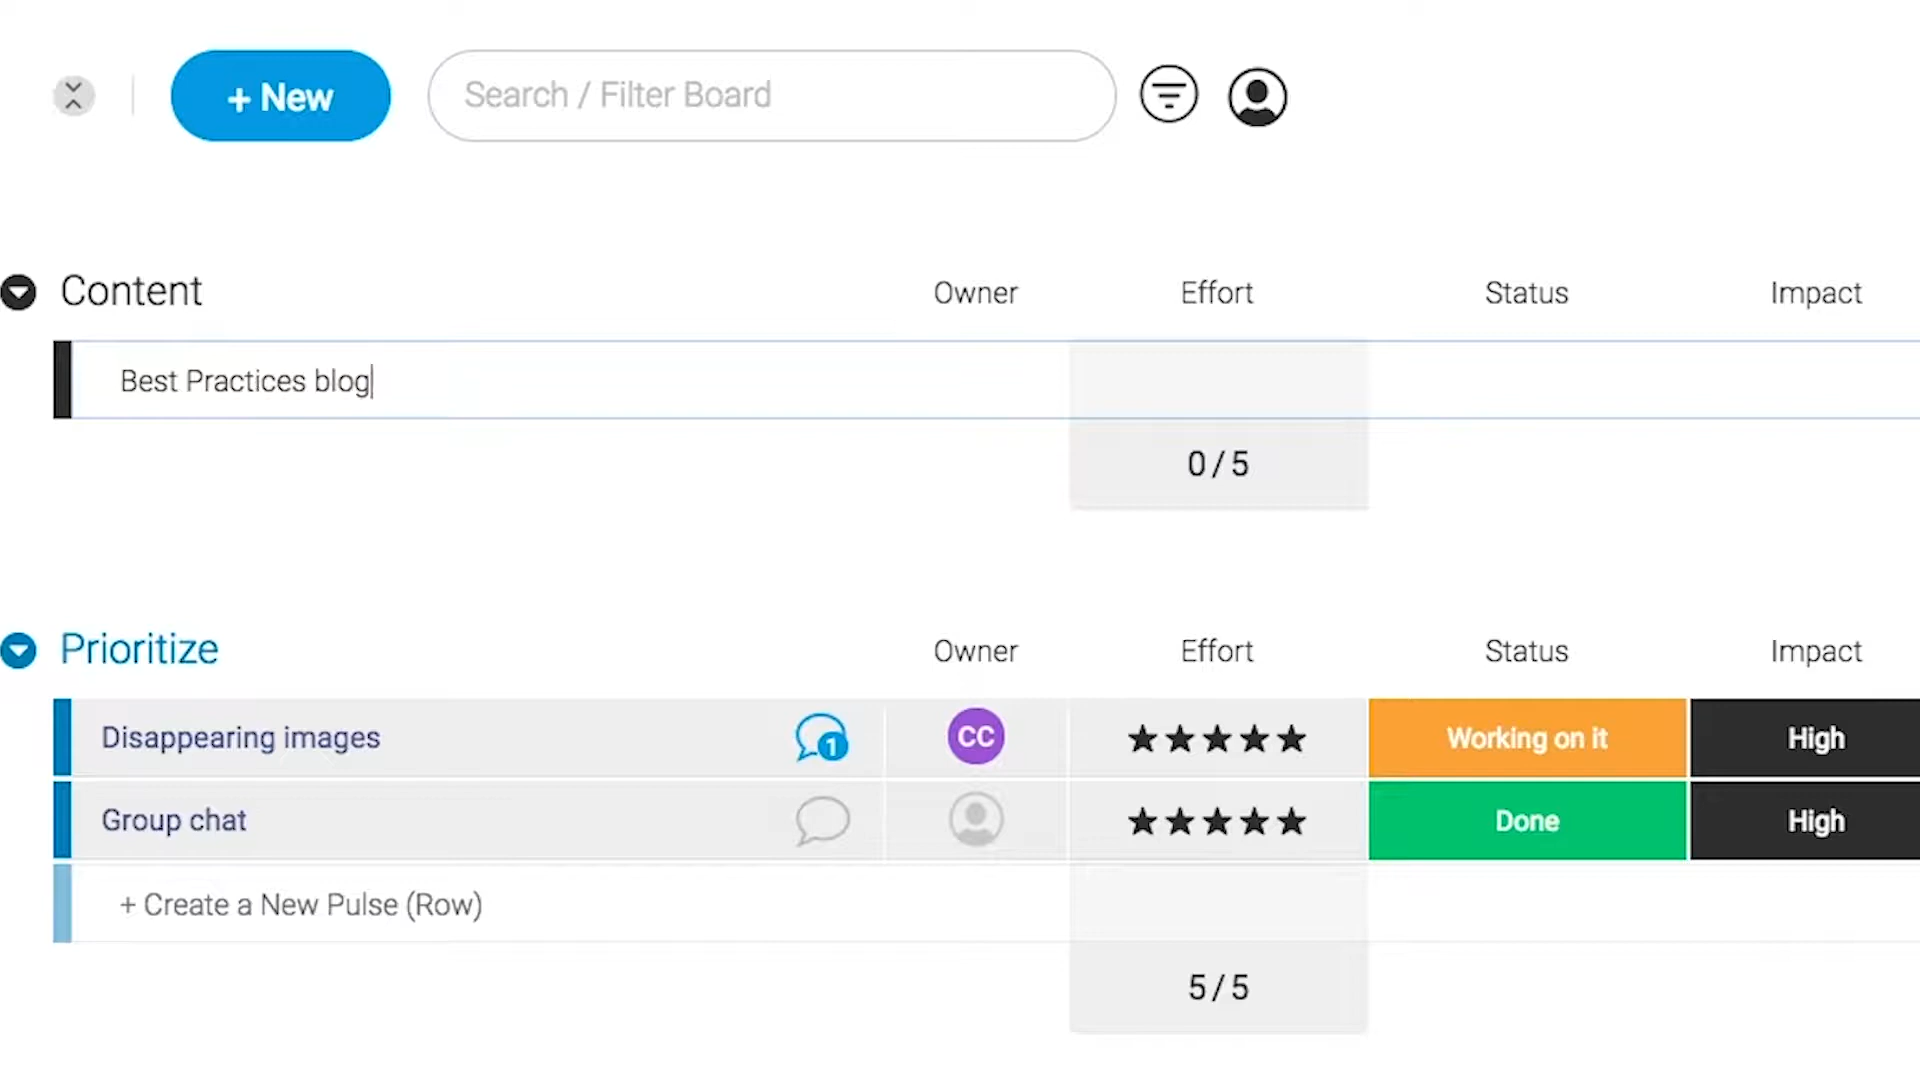 + New
Search / Filter Board
Content Owner Effort Status Impact
Best Practices blog
0 / 5
Prioritize Owner Effort Status Impact
Disappearing images 1 CC ★★★★★ Working on it High
Group chat ★★★★★ Done High
+ Create a New Pulse (Row)
5 / 5